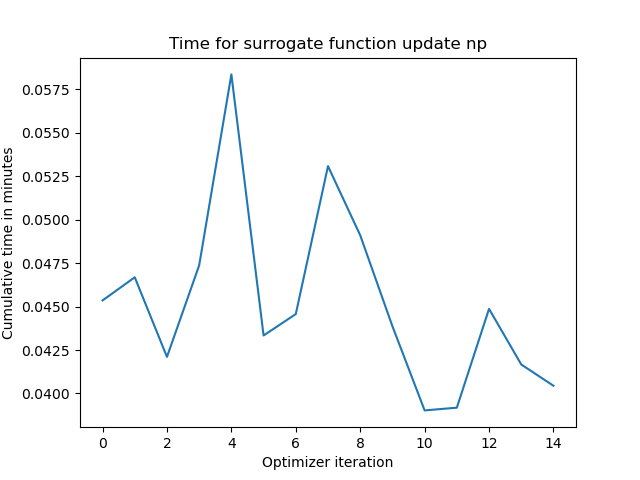 Time for surrogate function update np
Cumulative time in minutes
0.0575
0.0550
0.0525
0.0500
0.0475
0.0450
0.0425
0.0400
0 2 4 6 8 10 12 14
Optimizer iteration